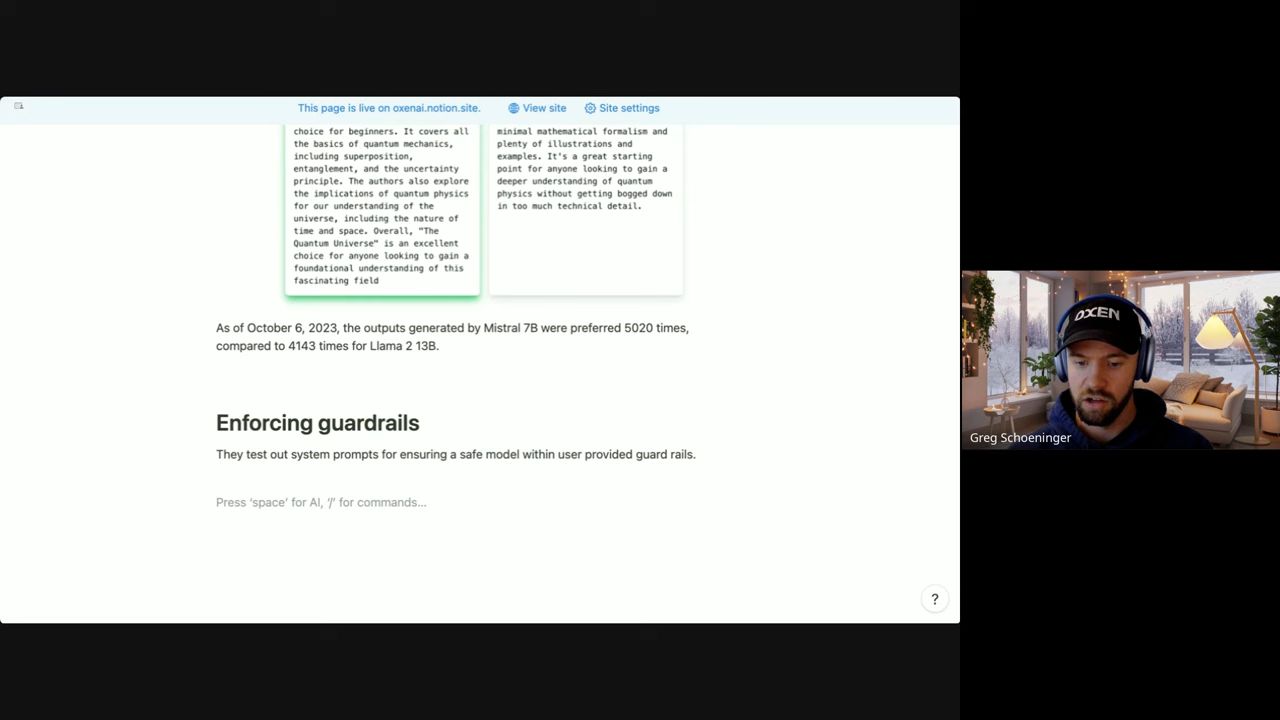 This page is live on oxenai.notion.site.
View site
Site settings
choice for beginners. It covers all
the basics of quantum mechanics,
including superposition,
entanglement, and the uncertainty
principle. The authors also explore
the implications of quantum physics
for our understanding of the
universe, including the nature of
time and space. Overall, "The
Quantum Universe" is an excellent
choice for anyone looking to gain a
foundational understanding of this
fascinating field
minimal mathematical formalism and
plenty of illustrations and
examples. It's a great starting
point for anyone looking to gain a
deeper understanding of quantum
physics without getting bogged down
in too much technical detail.
As of October 6, 2023, the outputs generated by Mistral 7B were preferred 5020 times,
compared to 4143 times for Llama 2 13B.
Enforcing guardrails
They test out system prompts for ensuring a safe model within user provided guard rails.
Press ‘space’ for AI, ‘/’ for commands…
?
OXEN
Greg Schoeninger